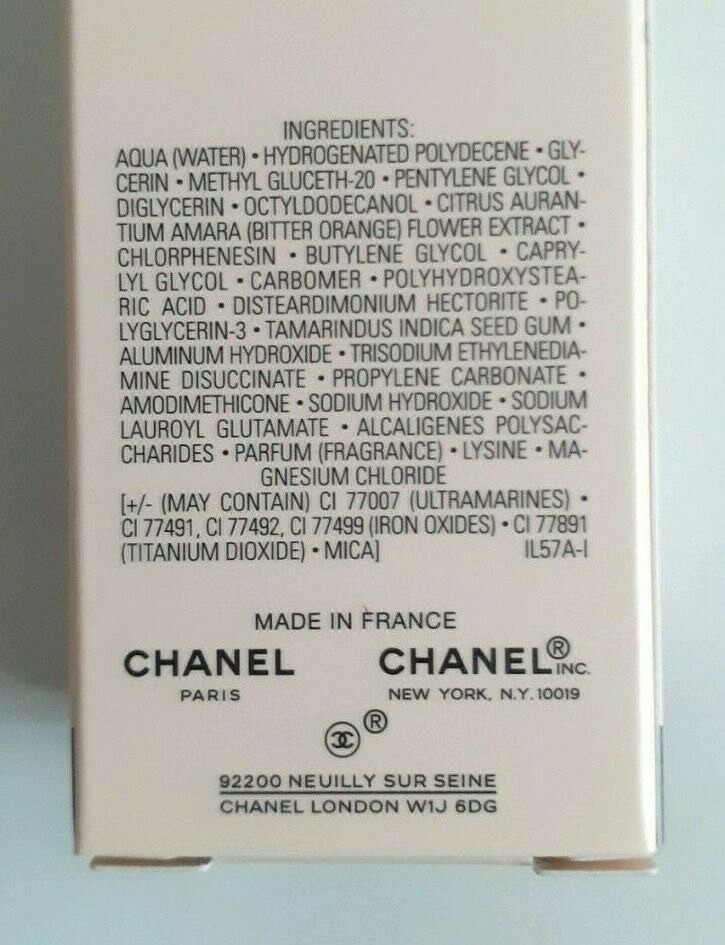 INGREDIENTS:
AQUA (WATER) • HYDROGENATED POLYDECENE • GLY-
CERIN • METHYL GLUCETH-20 • PENTYLENE GLYCOL •
DIGLYCERIN • OCTYLDODECANOL • CITRUS AURAN-
TIUM AMARA (BITTER ORANGE) FLOWER EXTRACT •
CHLORPHENESIN • BUTYLENE GLYCOL • CAPRY-
LYL GLYCOL • CARBOMER • POLYHYDROXYSTEA-
RIC ACID • DISTEARDIMONIUM HECTORITE • PO-
LYGLYCERIN-3 • TAMARINDUS INDICA SEED GUM •
ALUMINUM HYDROXIDE • TRISODIUM ETHYLENEDIA-
MINE DISUCCINATE • PROPYLENE CARBONATE •
AMODIMETHICONE • SODIUM HYDROXIDE • SODIUM
LAUROYL GLUTAMATE • ALCALIGENES POLYSAC-
CHARIDES • PARFUM (FRAGRANCE) • LYSINE • MA-
GNESIUM CHLORIDE
[+/- (MAY CONTAIN) CI 77007 (ULTRAMARINES) •
CI 77491, CI 77492, CI 77499 (IRON OXIDES) • CI 77891
(TITANIUM DIOXIDE) • MICA] IL57A-I
MADE IN FRANCE
CHANEL CHANEL® INC.
PARIS NEW YORK, N.Y. 10019
®
92200 NEUILLY SUR SEINE
CHANEL LONDON W1J 6DG